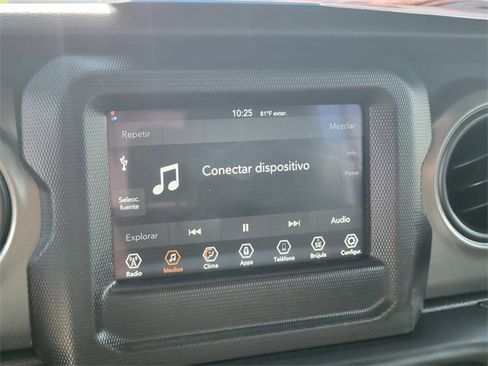 10:25 81°F exter.
Repetir
Mezclar
Info
Conectar dispositivo
Pistas
Selecc.
fuente
Explorar
Audio
Radio
Medios
Clima
Apps
Teléfono
SE
Brújula
Configur.